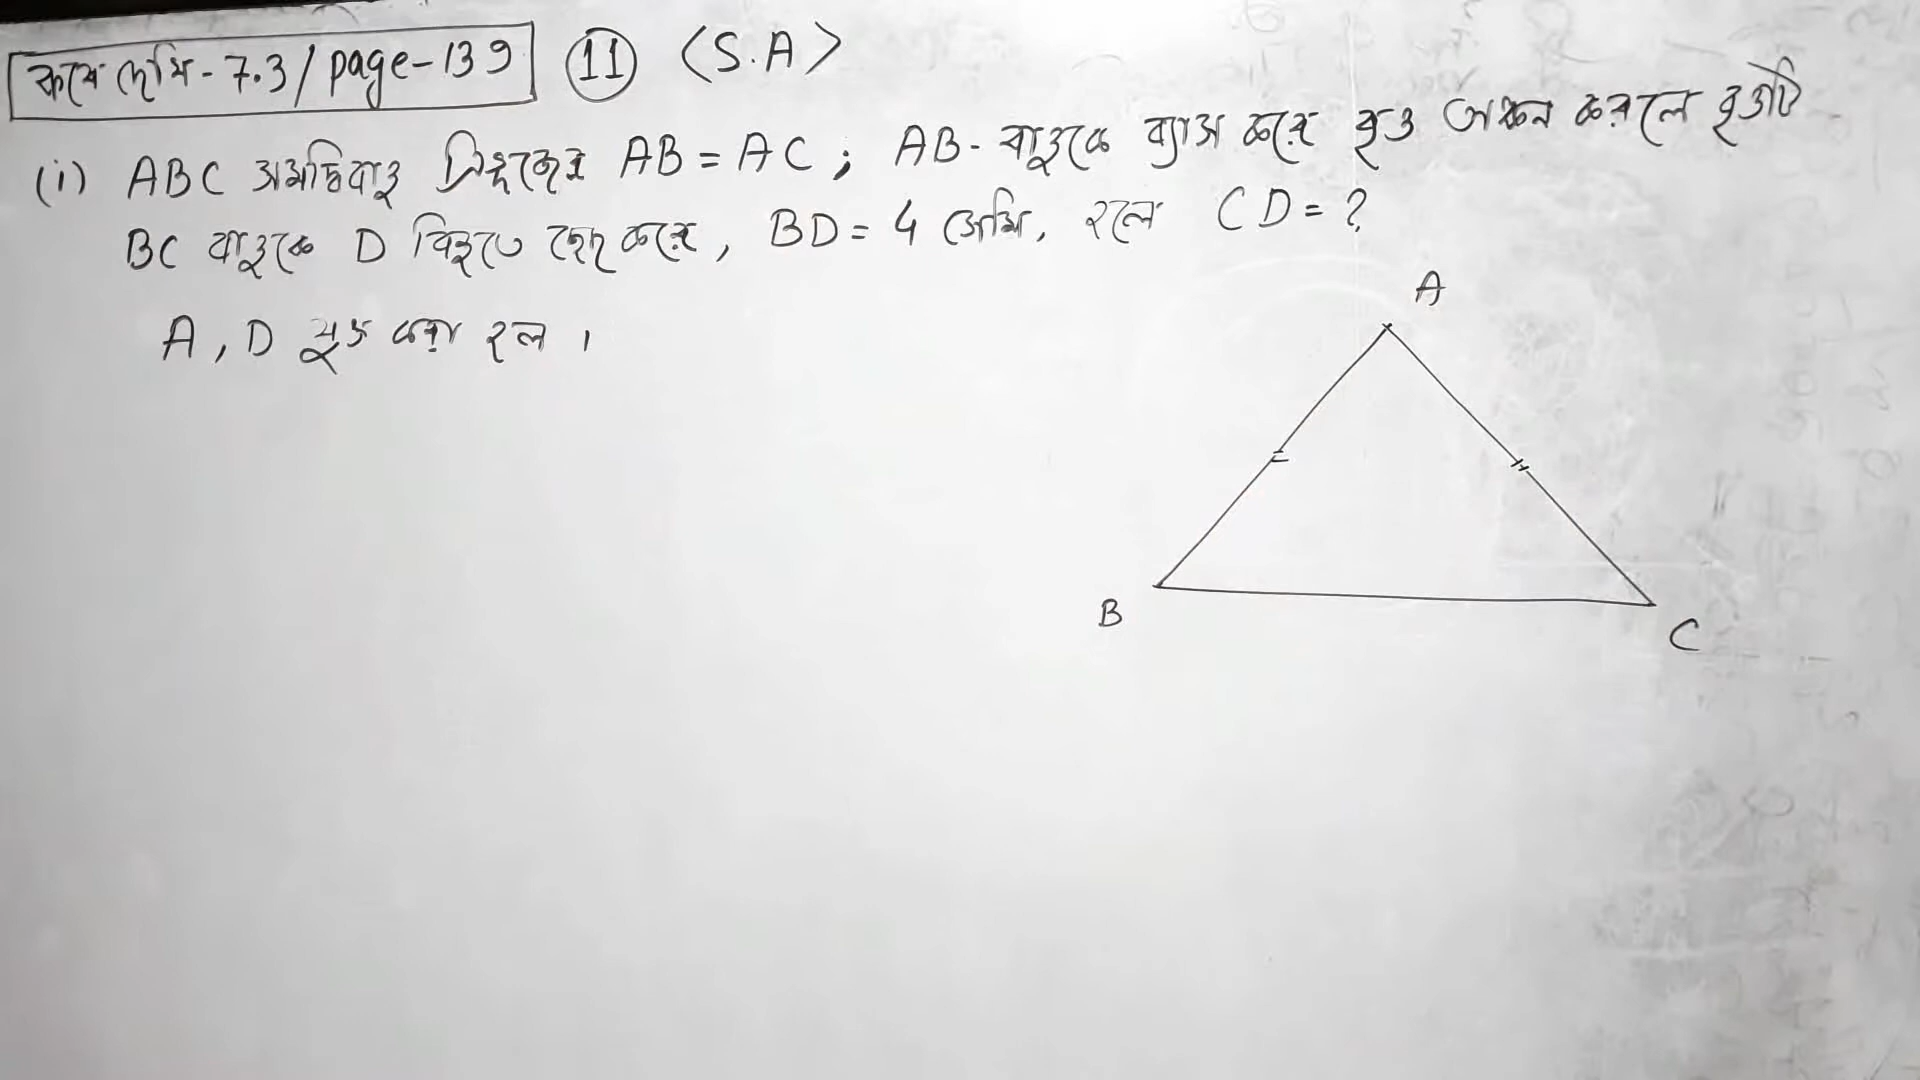 কষে দেখি - 7.3 / page - 139 (11) <S.A>
(i) ABC সমদ্বিবাহু ত্রিভুজের AB = AC ; AB - বাহুকে ব্যাস করে বৃত্ত অঙ্কন করলে বৃত্তটি
BC বাহুকে D বিন্দুতে ছেদ করে, BD = 4 সেমি. হলে CD = ?
A, D যুক্ত করা হল ।
A
B
C